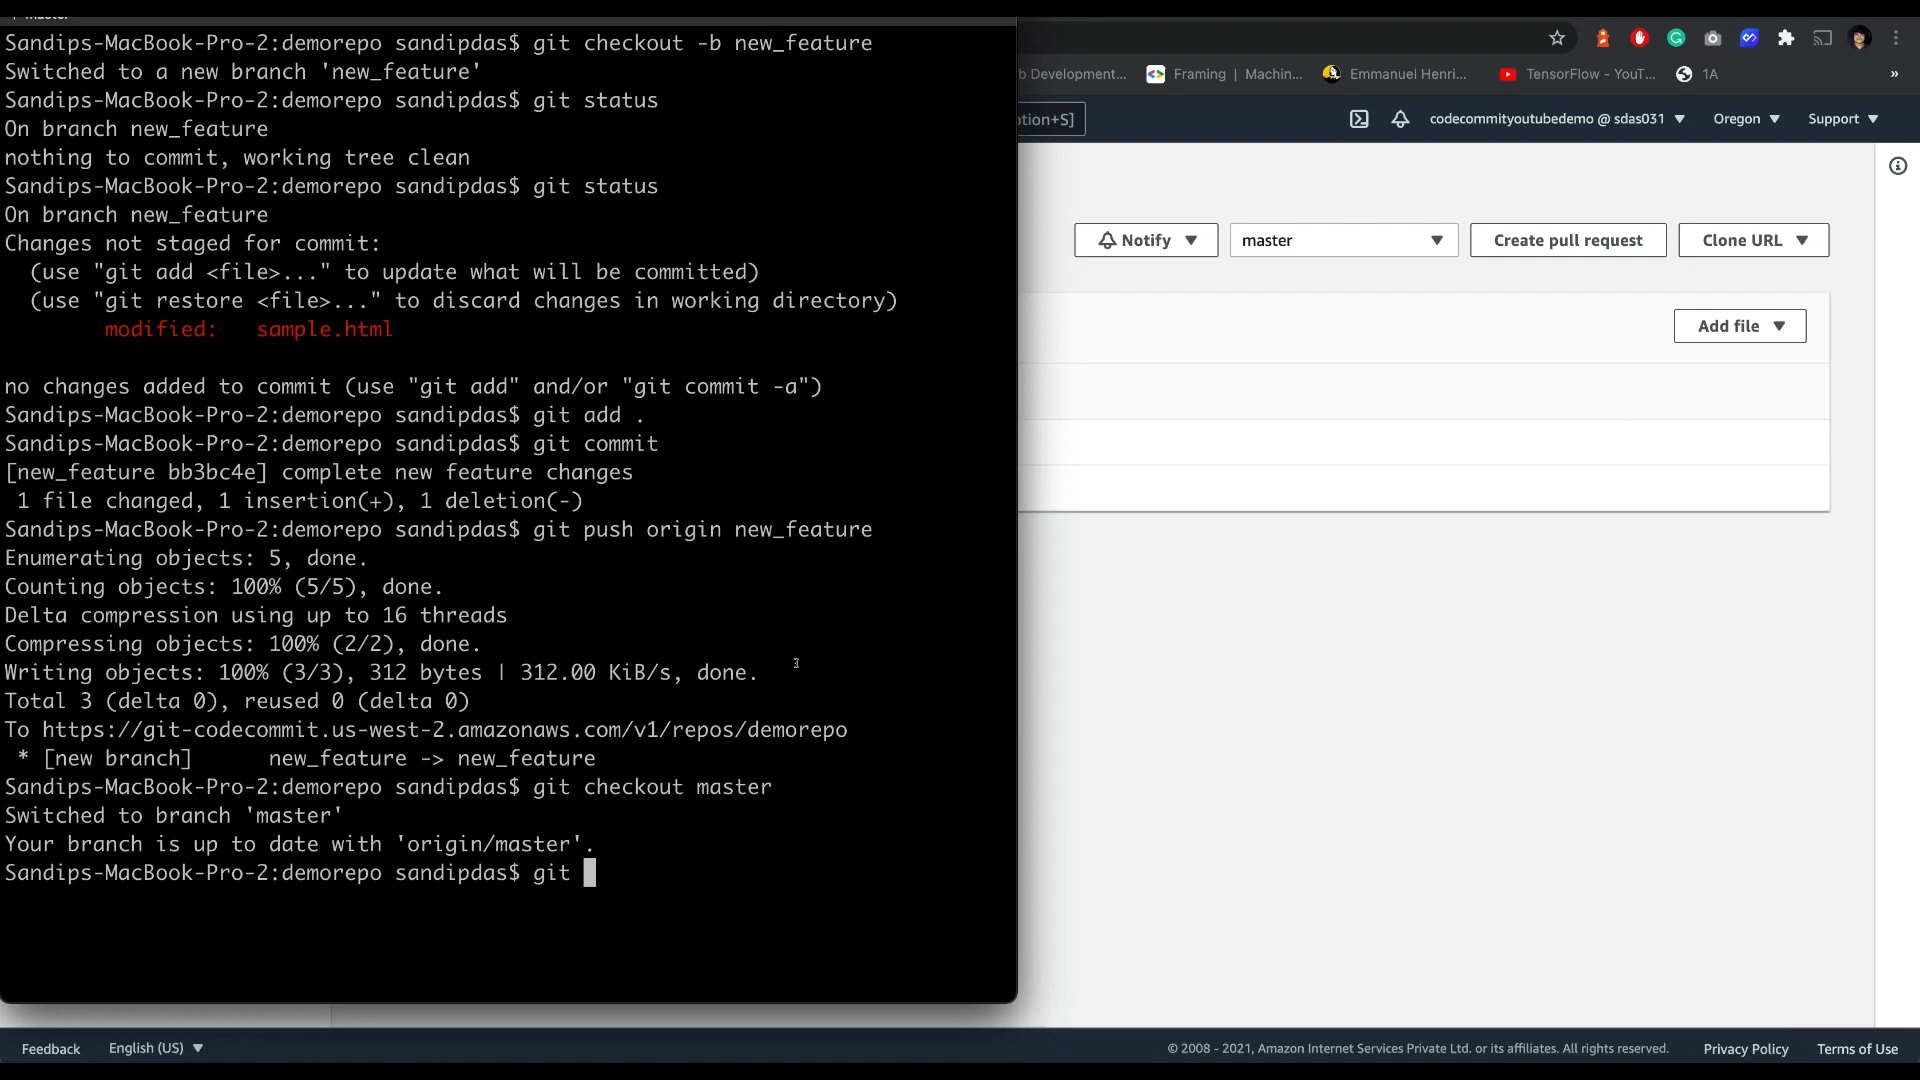 Sandips-MacBook-Pro-2:demorepo sandipdas$ git checkout -b new_feature
Switched to a new branch 'new_feature'
Sandips-MacBook-Pro-2:demorepo sandipdas$ git status
On branch new_feature
nothing to commit, working tree clean
Sandips-MacBook-Pro-2:demorepo sandipdas$ git status
On branch new_feature
Changes not staged for commit:
(use "git add <file>..." to update what will be committed)
(use "git restore <file>..." to discard changes in working directory)
modified: sample.html
no changes added to commit (use "git add" and/or "git commit -a")
Sandips-MacBook-Pro-2:demorepo sandipdas$ git add .
Sandips-MacBook-Pro-2:demorepo sandipdas$ git commit
[new_feature bb3bc4e] complete new feature changes
1 file changed, 1 insertion(+), 1 deletion(-)
Sandips-MacBook-Pro-2:demorepo sandipdas$ git push origin new_feature
Enumerating objects: 5, done.
Counting objects: 100% (5/5), done.
Delta compression using up to 16 threads
Compressing objects: 100% (2/2), done.
Writing objects: 100% (3/3), 312 bytes | 312.00 KiB/s, done.
Total 3 (delta 0), reused 0 (delta 0)
To https://git-codecommit.us-west-2.amazonaws.com/v1/repos/demorepo
* [new branch] new_feature -> new_feature
Sandips-MacBook-Pro-2:demorepo sandipdas$ git checkout master
Switched to branch 'master'
Your branch is up to date with 'origin/master'.
Sandips-MacBook-Pro-2:demorepo sandipdas$ git
b Development... Framing | Machin... Emmanuel Henri... TensorFlow - YouT... 1A »
otion+S] codecommityoutubedemo @ sdas031 Oregon Support
Notify master Create pull request Clone URL
Add file
Feedback English (US) © 2008 - 2021, Amazon Internet Services Private Ltd. or its affiliates. All rights reserved. Privacy Policy Terms of Use